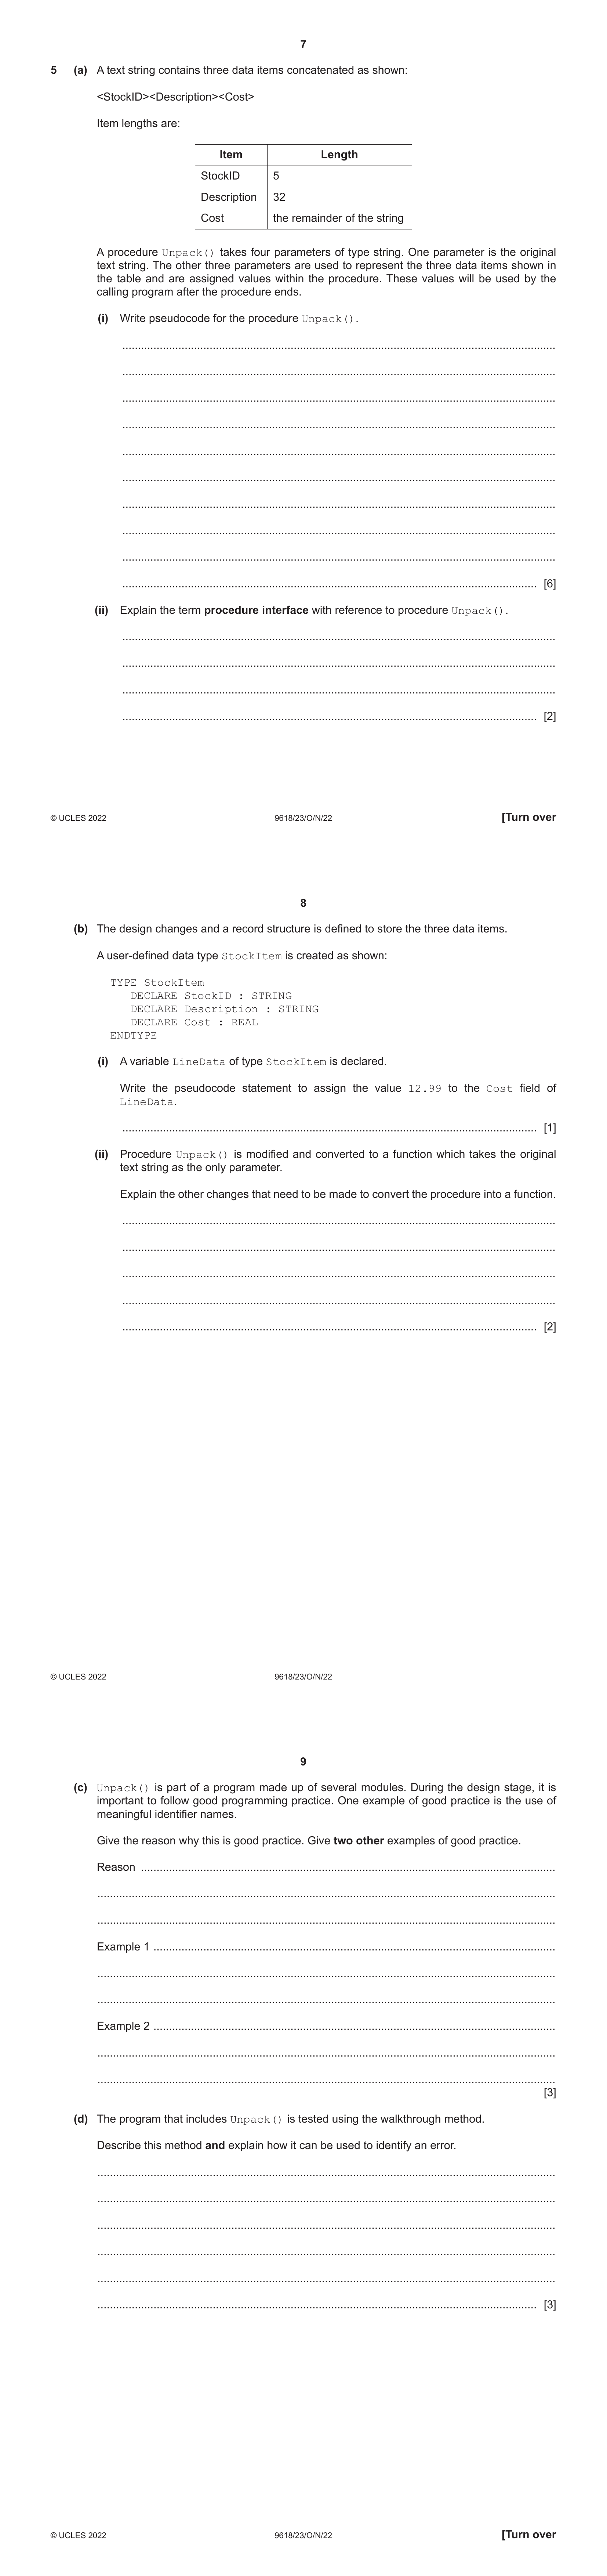 7
5 (a) A text string contains three data items concatenated as shown:
<StockID><Description><Cost>
Item lengths are:
Item Length
StockID 5
Description 32
Cost the remainder of the string
A procedure Unpack() takes four parameters of type string. One parameter is the original
text string. The other three parameters are used to represent the three data items shown in
the table and are assigned values within the procedure. These values will be used by the
calling program after the procedure ends.
(i) Write pseudocode for the procedure Unpack().
[6]
(ii) Explain the term procedure interface with reference to procedure Unpack().
[2]
© UCLES 2022 9618/23/O/N/22 [Turn over
8
(b) The design changes and a record structure is defined to store the three data items.
A user-defined data type StockItem is created as shown:
TYPE StockItem
DECLARE StockID : STRING
DECLARE Description : STRING
DECLARE Cost : REAL
ENDTYPE
(i) A variable LineData of type StockItem is declared.
Write the pseudocode statement to assign the value 12.99 to the Cost field of
LineData.
[1]
(ii) Procedure Unpack() is modified and converted to a function which takes the original
text string as the only parameter.
Explain the other changes that need to be made to convert the procedure into a function.
[2]
© UCLES 2022 9618/23/O/N/22
9
(c) Unpack() is part of a program made up of several modules. During the design stage, it is
important to follow good programming practice. One example of good practice is the use of
meaningful identifier names.
Give the reason why this is good practice. Give two other examples of good practice.
Reason
Example 1
Example 2
[3]
(d) The program that includes Unpack() is tested using the walkthrough method.
Describe this method and explain how it can be used to identify an error.
[3]
© UCLES 2022 9618/23/O/N/22 [Turn over